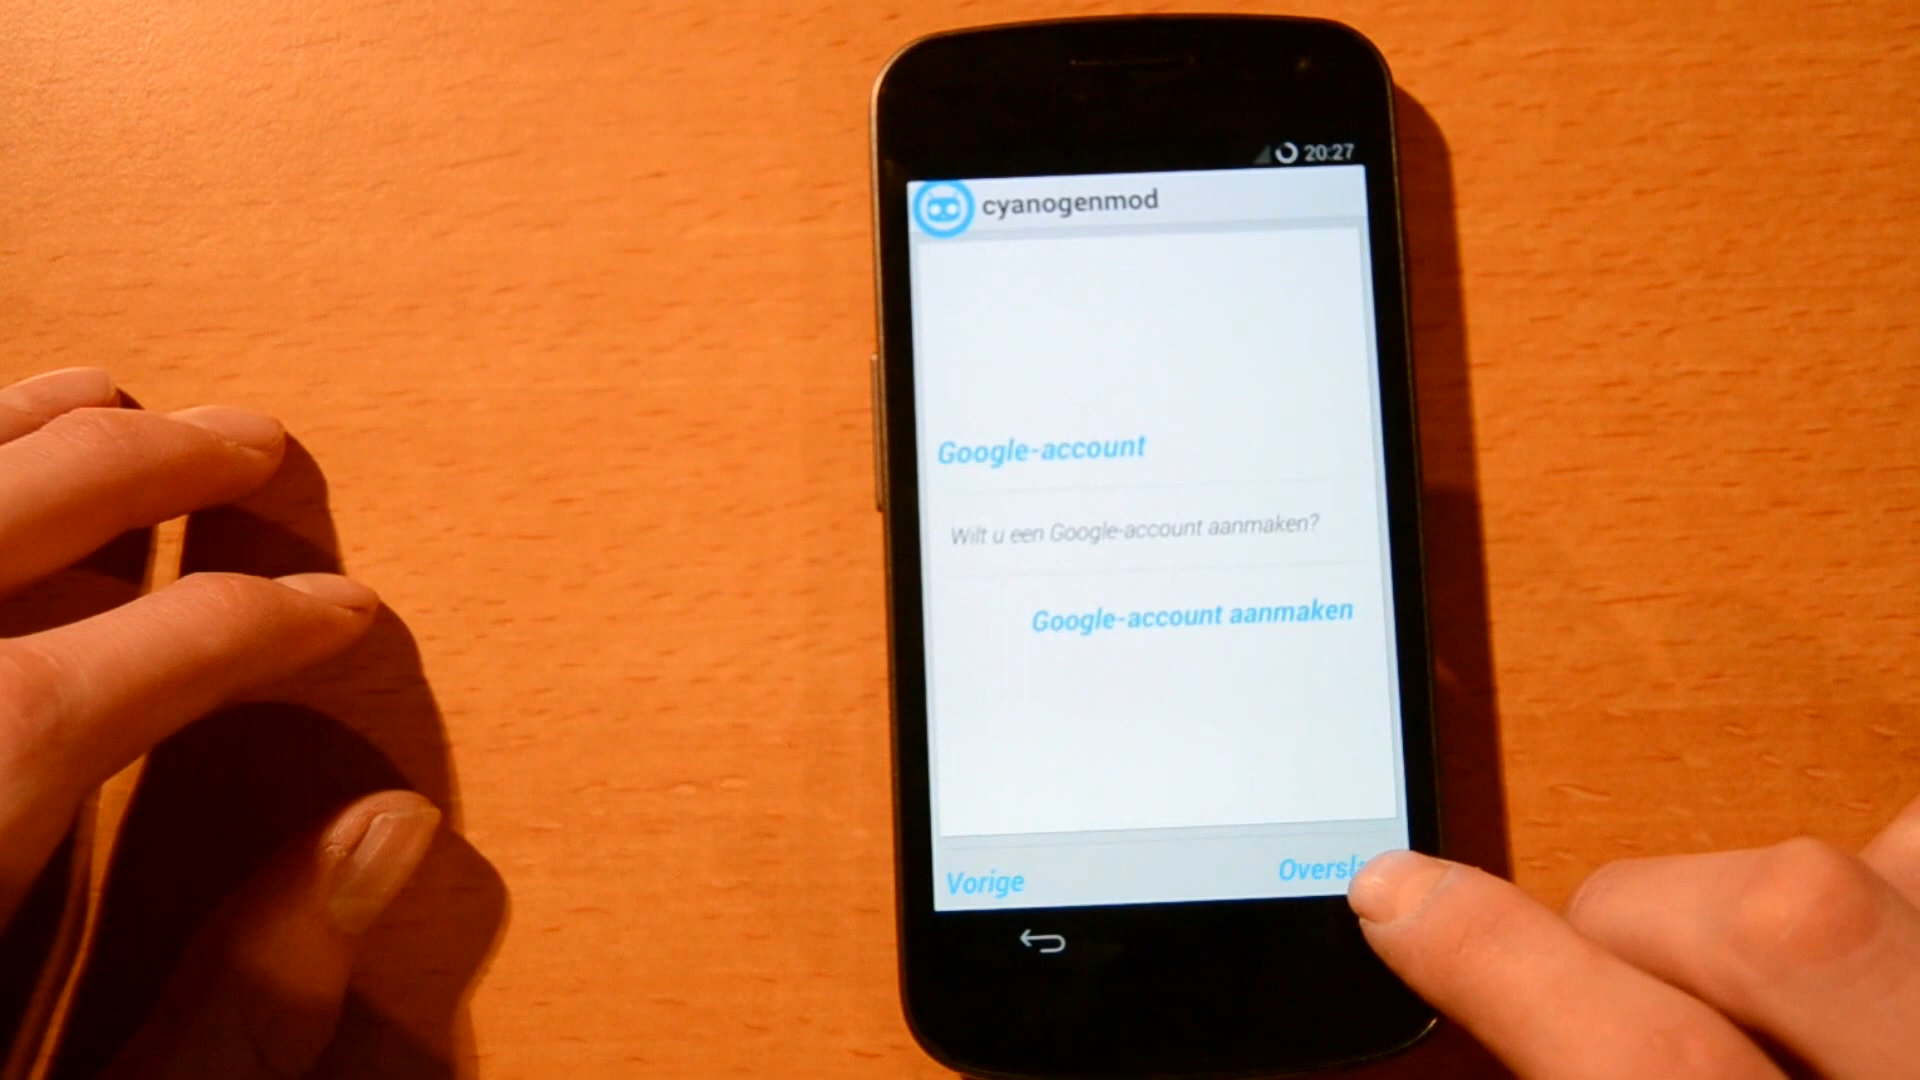 20:27
cyanogenmod
Google-account
Wilt u een Google-account aanmaken?
Google-account aanmaken
Vorige